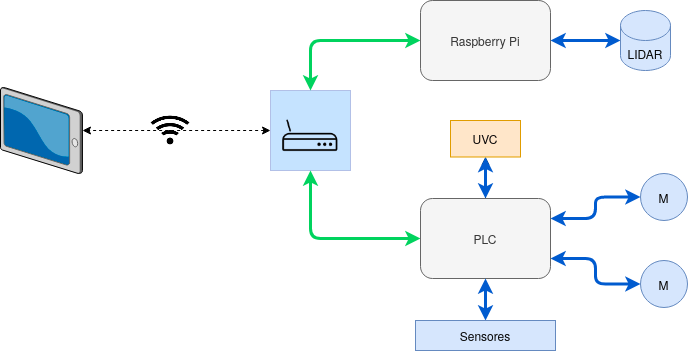 Raspberry Pi
LIDAR
UVC
PLC
M
M
Sensores